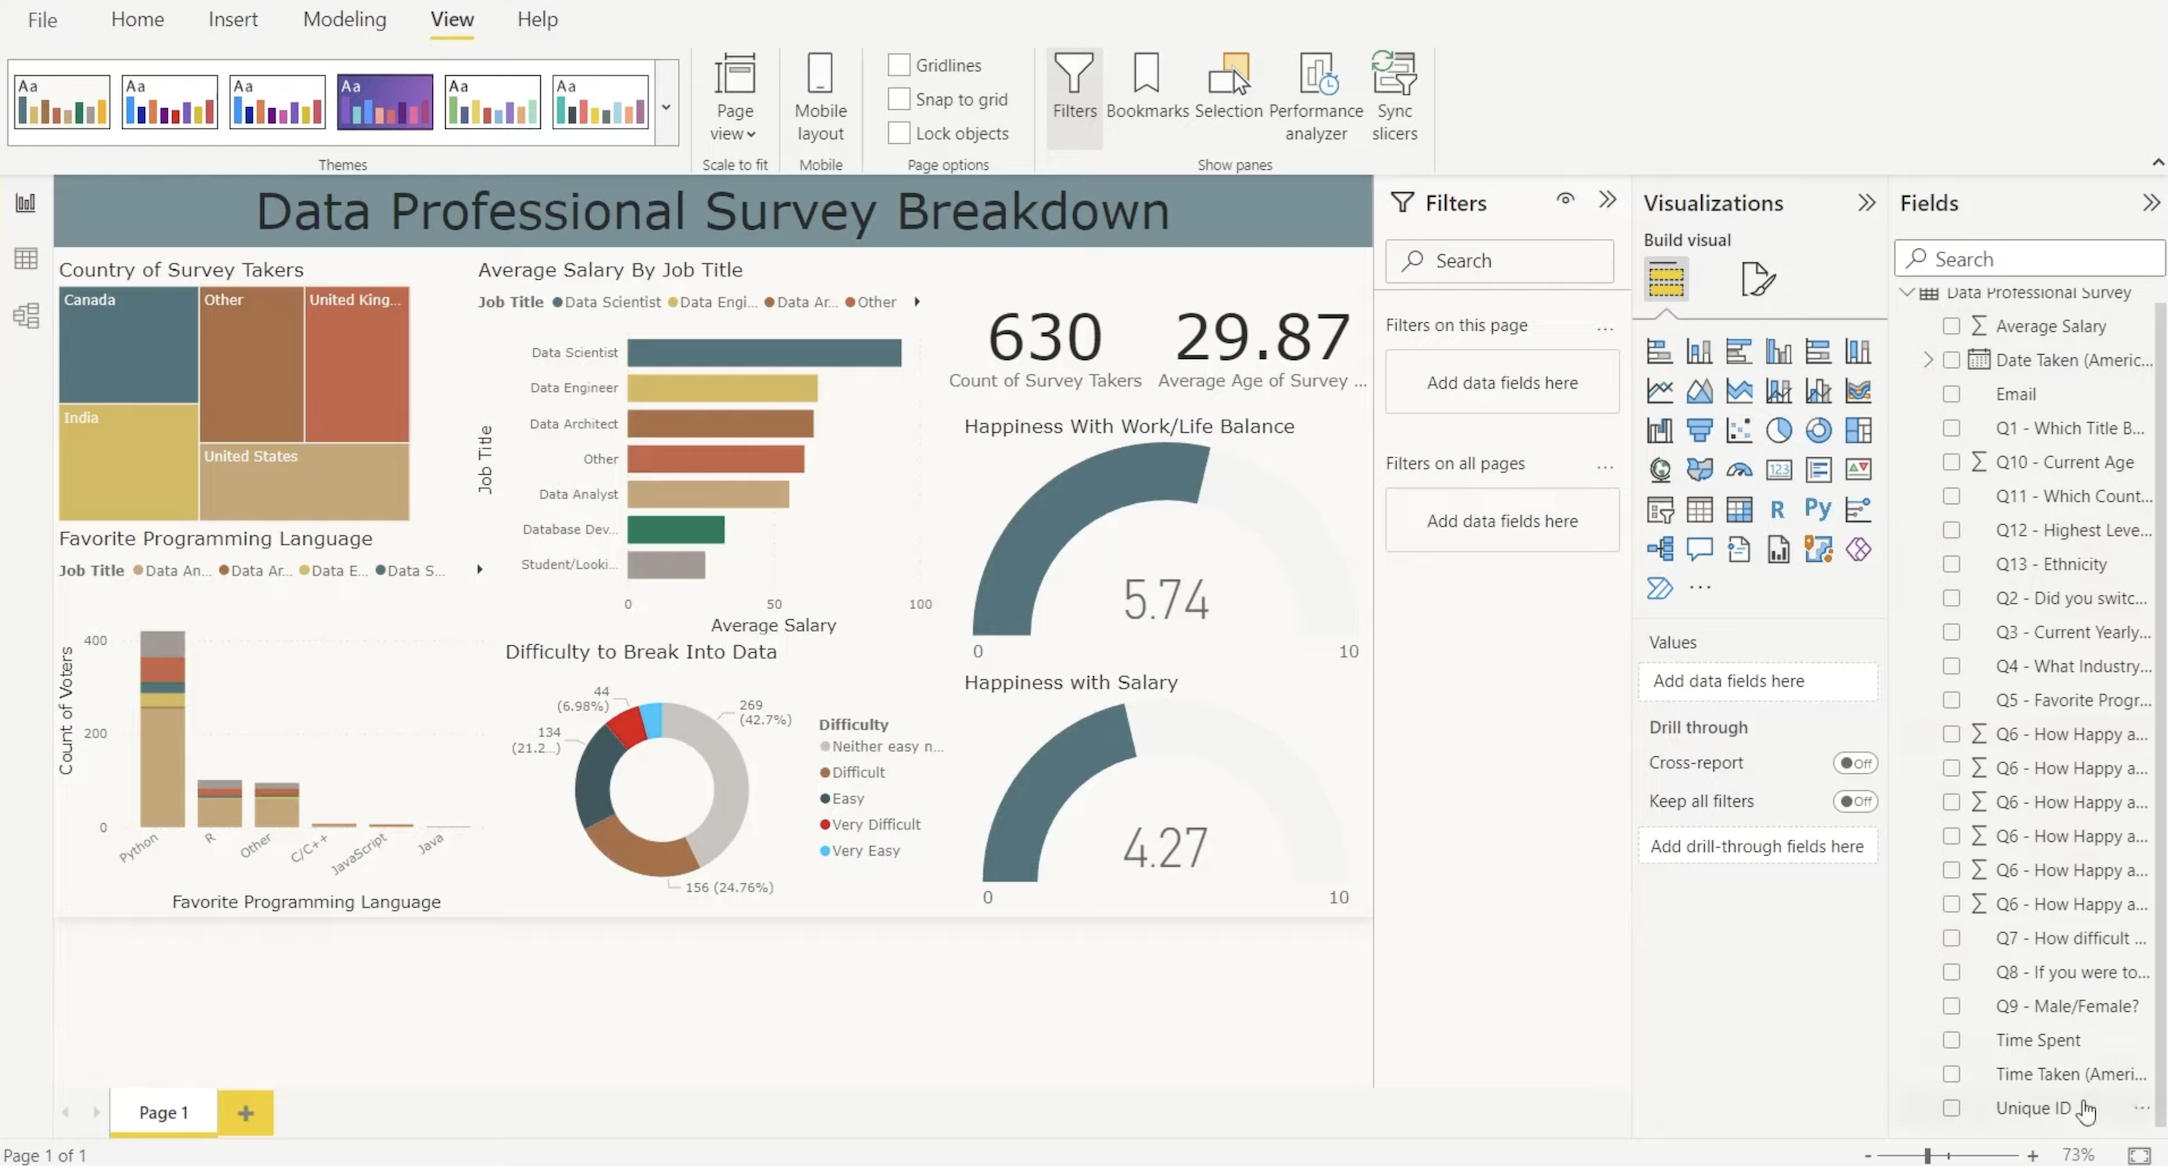 File Home Insert Modeling View Help
Aa Aa Aa Aa Aa Aa
Themes
Page view
Scale to fit
Mobile layout
Mobile
Gridlines
Snap to grid
Lock objects
Page options
Filters
Bookmarks
Selection
Performance analyzer
Sync slicers
Show panes
Data Professional Survey Breakdown
Country of Survey Takers
Canada
Other
United King...
India
United States
Average Salary By Job Title
Job Title Data Scientist Data Engi... Data Ar... Other
Job Title
Data Scientist
Data Engineer
Data Architect
Other
Data Analyst
Database Dev...
Student/Looki...
0 50 100
Average Salary
630
Count of Survey Takers
29.87
Average Age of Survey ...
Happiness With Work/Life Balance
5.74
0 10
Favorite Programming Language
Job Title Data An... Data Ar... Data E... Data S...
Count of Voters
400
200
0
Python R Other C/C++ JavaScript Java
Favorite Programming Language
Difficulty to Break Into Data
44
(6.98%)
269
(42.7%)
134
(21.2...)
156 (24.76%)
Difficulty
Neither easy n...
Difficult
Easy
Very Difficult
Very Easy
Happiness with Salary
4.27
0 10
Filters
Search
Filters on this page ...
Add data fields here
Filters on all pages ...
Add data fields here
Visualizations
Build visual
123
R Py
...
Values
Add data fields here
Drill through
Cross-report Off
Keep all filters Off
Add drill-through fields here
Fields
Search
Data Professional Survey
Σ Average Salary
Date Taken (Americ...
Email
Q1 - Which Title B...
Σ Q10 - Current Age
Q11 - Which Count...
Q12 - Highest Leve...
Q13 - Ethnicity
Q2 - Did you switc...
Q3 - Current Yearly...
Q4 - What Industry...
Q5 - Favorite Progr...
Σ Q6 - How Happy a...
Σ Q6 - How Happy a...
Σ Q6 - How Happy a...
Σ Q6 - How Happy a...
Σ Q6 - How Happy a...
Σ Q6 - How Happy a...
Q7 - How difficult ...
Q8 - If you were to...
Q9 - Male/Female?
Time Spent
Time Taken (Ameri...
Unique ID ...
Page 1 +
Page 1 of 1
- + 73%